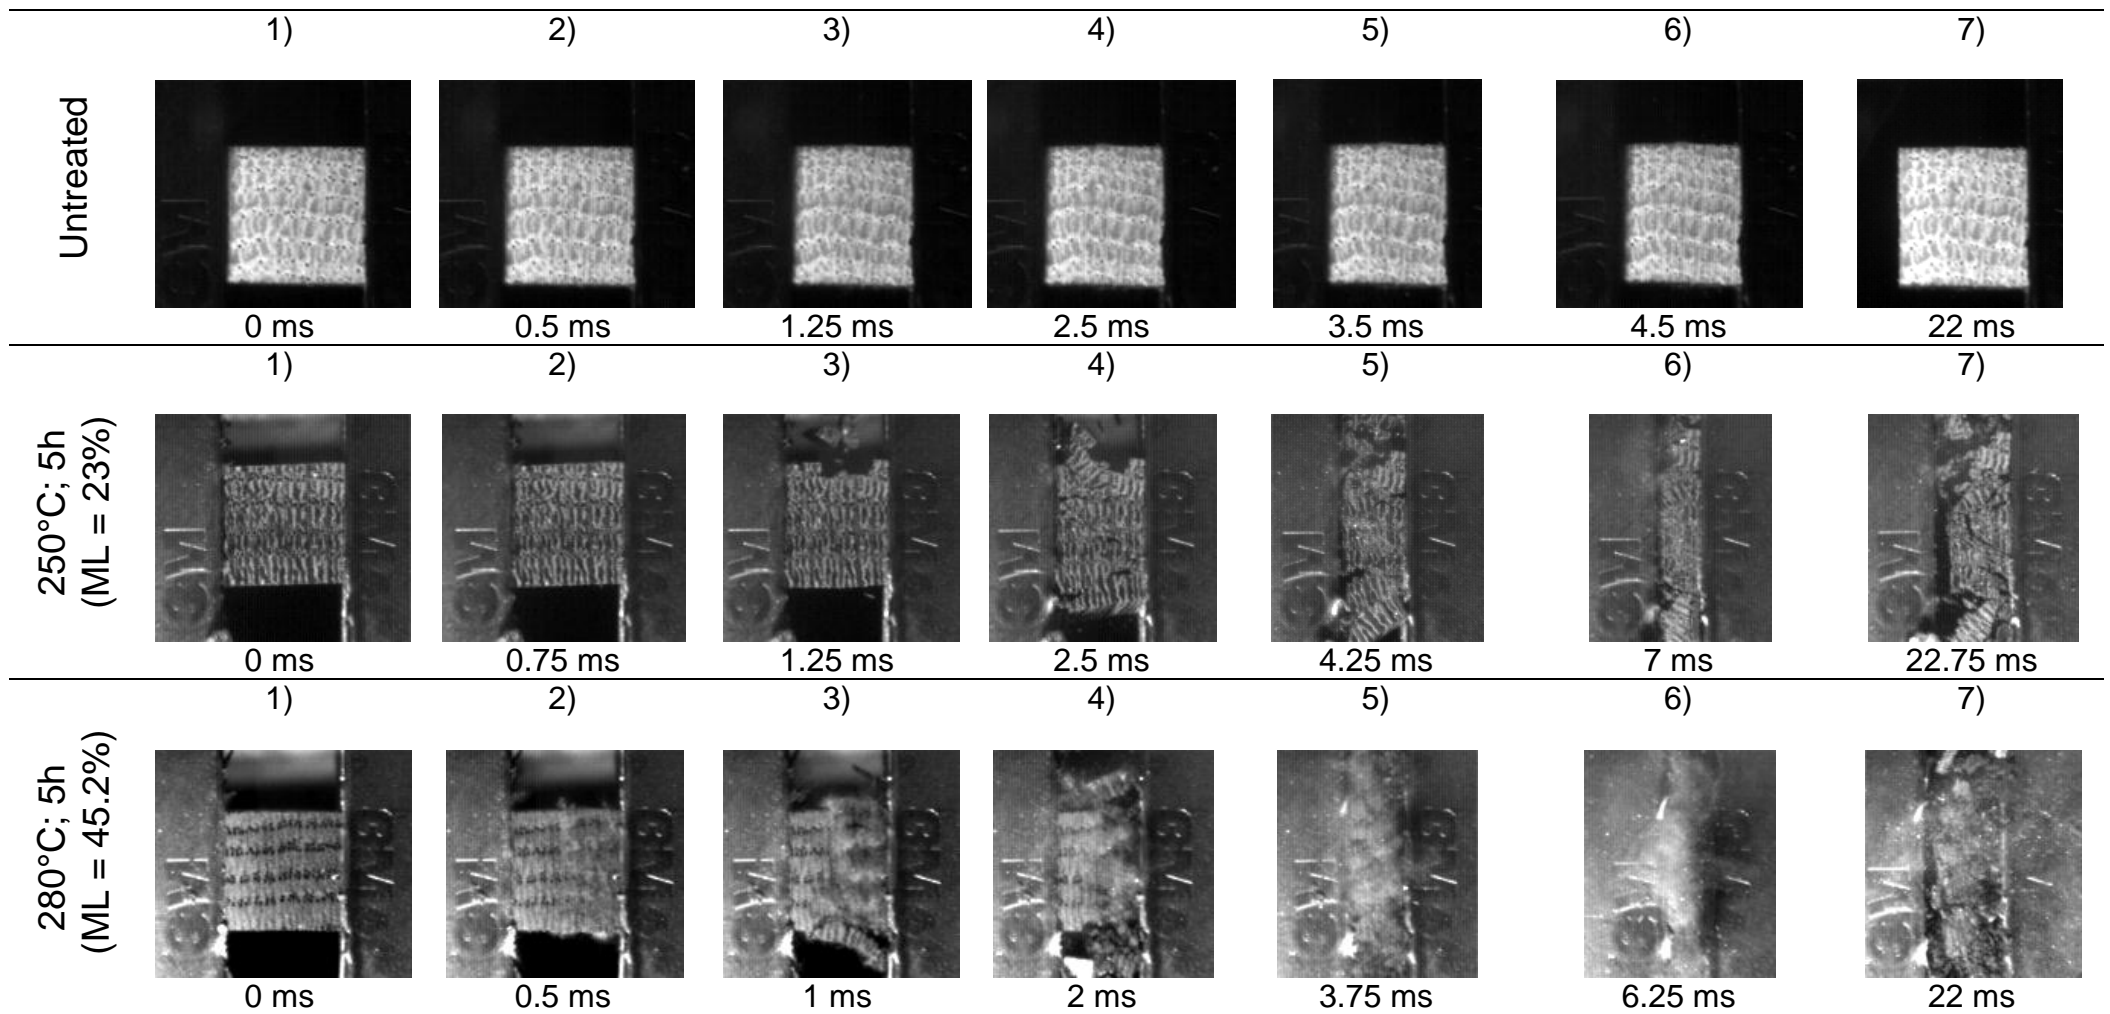 1) 2) 3) 4) 5) 6) 7)
Untreated
0 ms 0.5 ms 1.25 ms 2.5 ms 3.5 ms 4.5 ms 22 ms
1) 2) 3) 4) 5) 6) 7)
250°C; 5h
(ML = 23%)
0 ms 0.75 ms 1.25 ms 2.5 ms 4.25 ms 7 ms 22.75 ms
1) 2) 3) 4) 5) 6) 7)
280°C; 5h
(ML = 45.2%)
0 ms 0.5 ms 1 ms 2 ms 3.75 ms 6.25 ms 22 ms